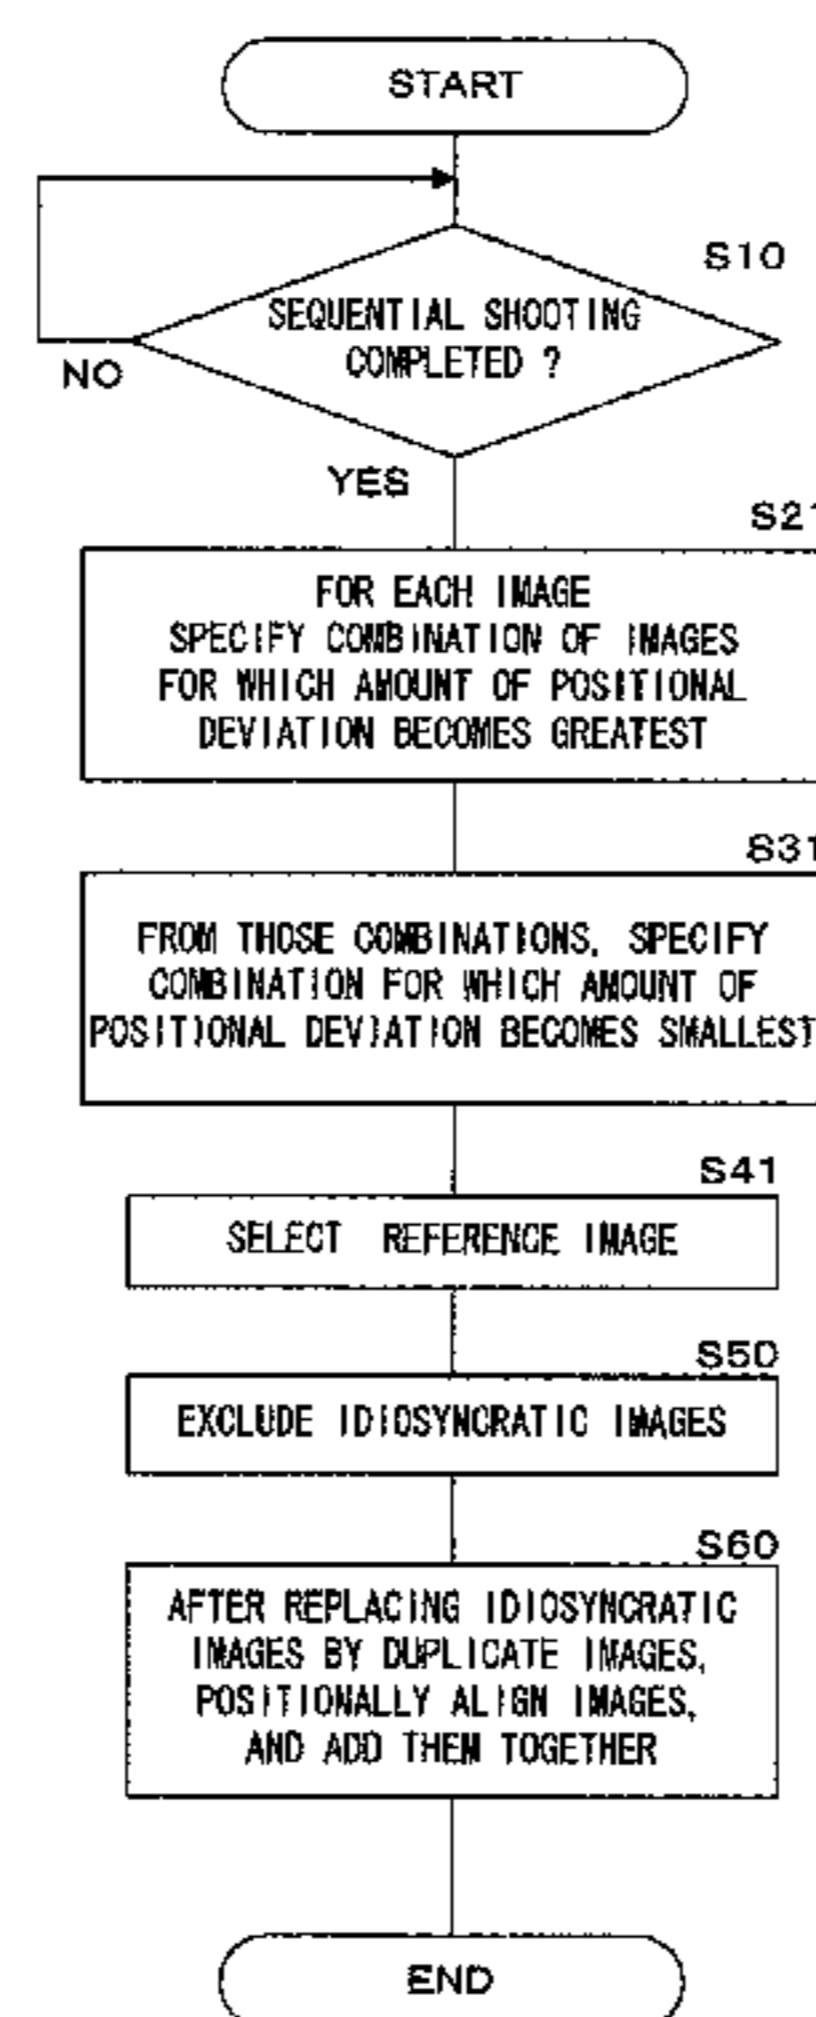 START
S10
SEQUENTIAL SHOOTING
COMPLETED ?
NO
YES
S21
FOR EACH IMAGE
SPECIFY COMBINATION OF IMAGES
FOR WHICH AMOUNT OF POSITIONAL
DEVIATION BECOMES GREATEST
S31
FROM THOSE COMBINATIONS, SPECIFY
COMBINATION FOR WHICH AMOUNT OF
POSITIONAL DEVIATION BECOMES SMALLEST
S41
SELECT REFERENCE IMAGE
S50
EXCLUDE IDIOSYNCRATIC IMAGES
S60
AFTER REPLACING IDIOSYNCRATIC
IMAGES BY DUPLICATE IMAGES,
POSITIONALLY ALIGN IMAGES,
AND ADD THEM TOGETHER
END